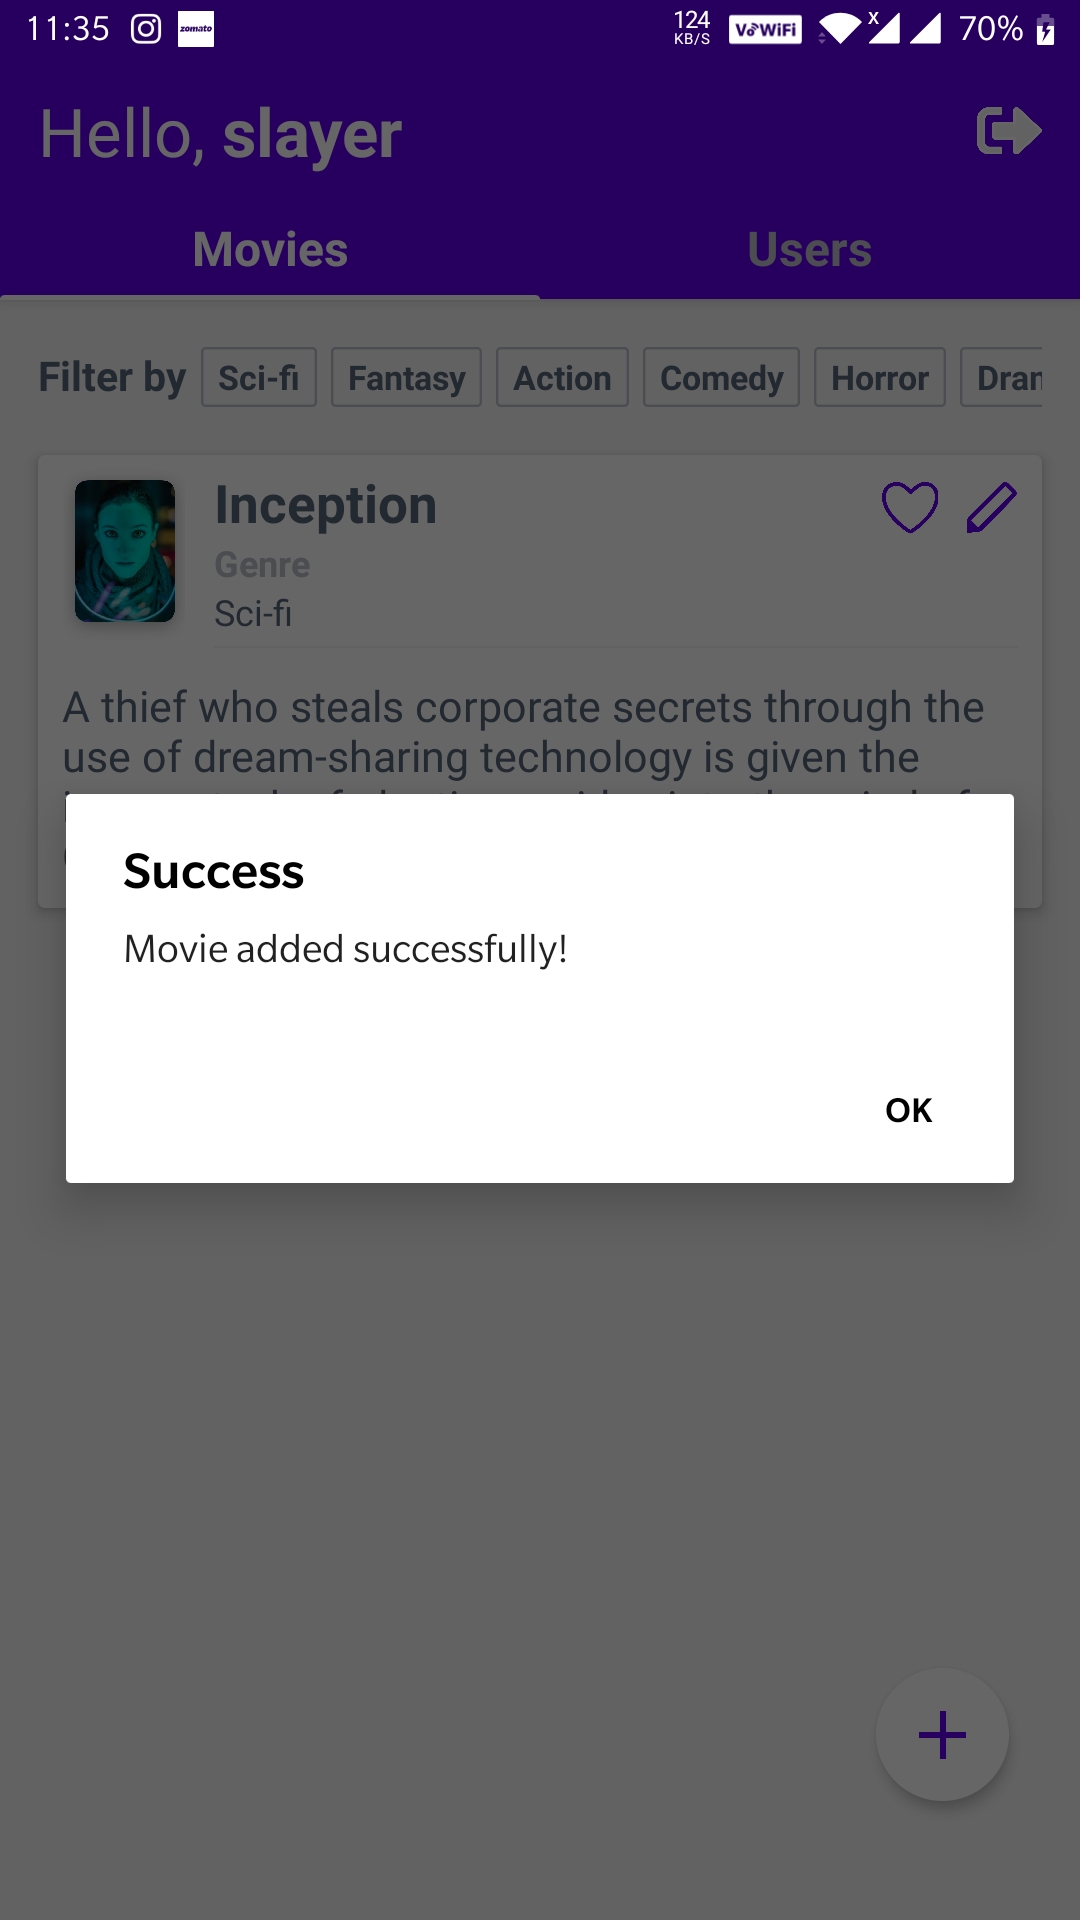 11:35 zomato 124 KB/S VoWiFi X 70%
Hello, slayer
Movies Users
Filter by Sci-fi Fantasy Action Comedy Horror
Inception
Genre
Sci-fi
A thief who steals corporate secrets through the
use of dream-sharing technology is given the
Success
Movie added successfully!
OK